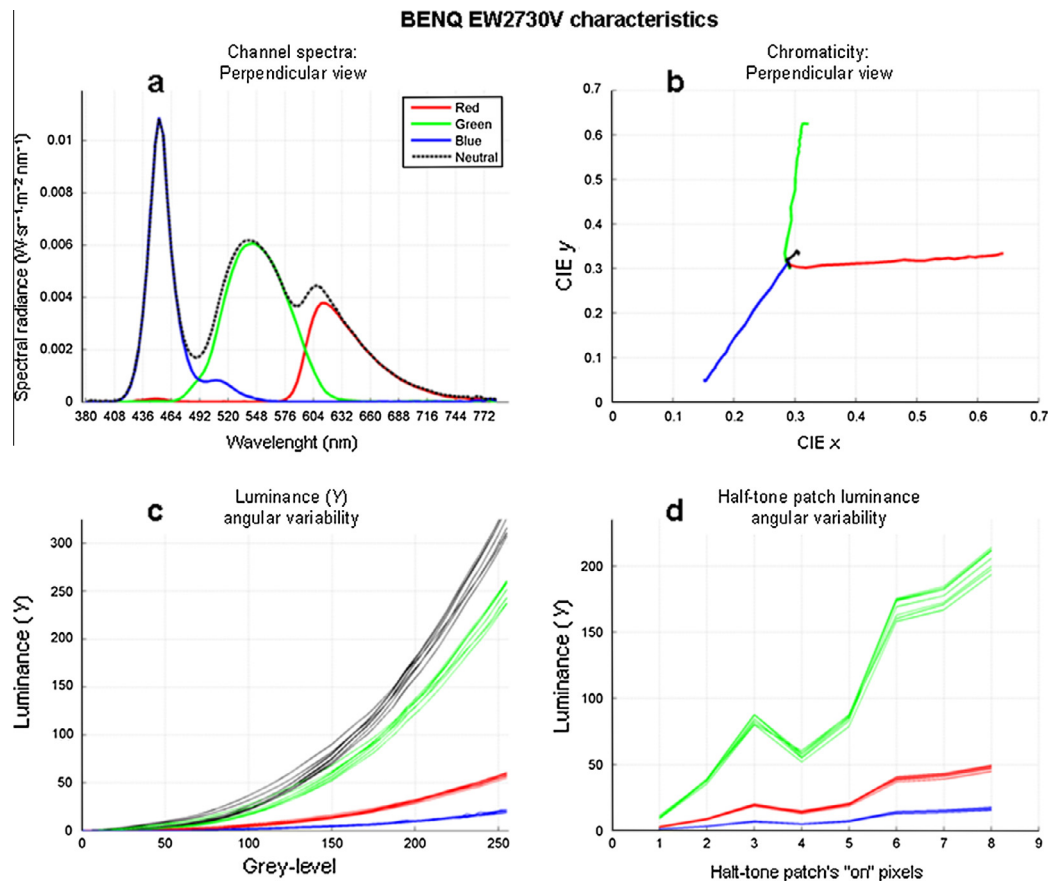 BENQ EW2730V characteristics
Channel spectra:
Perpendicular view
a
Red
Green
Blue
Neutral
0.01
0.008
0.006
0.004
0.002
0
Spectral radiance (W·sr⁻¹·m⁻² nm⁻¹)
380 408 436 464 492 520 548 576 604 632 660 688 716 744 772
Wavelenght (nm)
Chromaticity:
Perpendicular view
b
0.7
0.6
0.5
0.4
0.3
0.2
0.1
0
CIE y
0 0.1 0.2 0.3 0.4 0.5 0.6 0.7
CIE x
Luminance (Y)
angular variability
c
300
250
200
150
100
50
0
Luminance (Y)
0 50 100 150 200 250
Grey-level
Half-tone patch luminance
angular variability
d
200
150
100
50
0
Luminance (Y)
0 1 2 3 4 5 6 7 8 9
Half-tone patch's "on" pixels